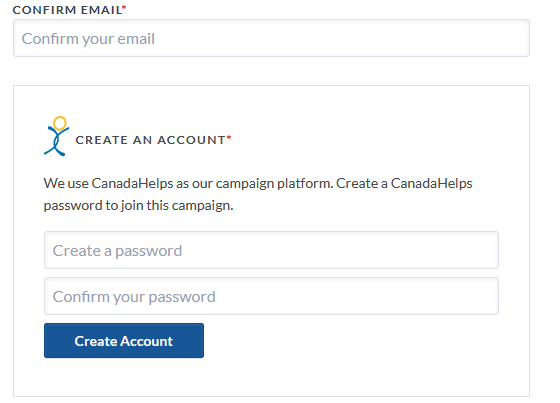 CONFIRM EMAIL*
Confirm your email
CREATE AN ACCOUNT*
We use CanadaHelps as our campaign platform. Create a CanadaHelps
password to join this campaign.
Create a password
Confirm your password
Create Account